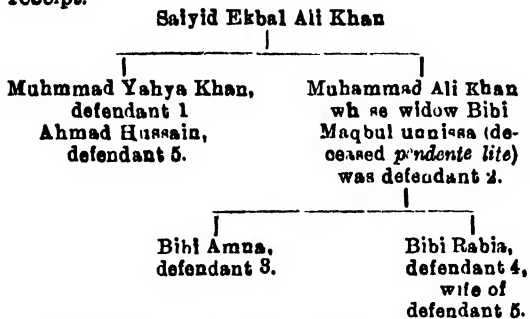 receipt.
Saiyid Ekbal Ali Khan
Muhmmad Yahya Khan,
defendant 1
Ahmad Hussain,
defendant 5.
Muhammad Ali Khan
wh se widow Bibi
Maqbul unnissa (de-
ceased pendente lite)
was defendant 2.
Bibi Amna,
defendant 3.
Bibi Rabia,
defendant 4,
wife of
defendant 5.